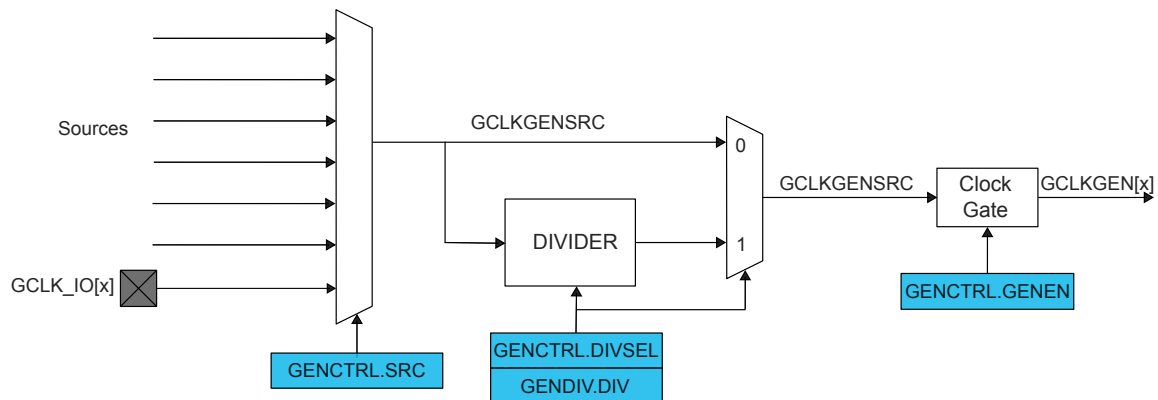 Sources
GCLK_IO[x]
GENCTRL.SRC
GCLKGENSRC
DIVIDER
GENCTRL.DIVSEL
GENDIV.DIV
0
1
GCLKGENSRC
Clock
Gate
GENCTRL.GENEN
GCLKGEN[x]